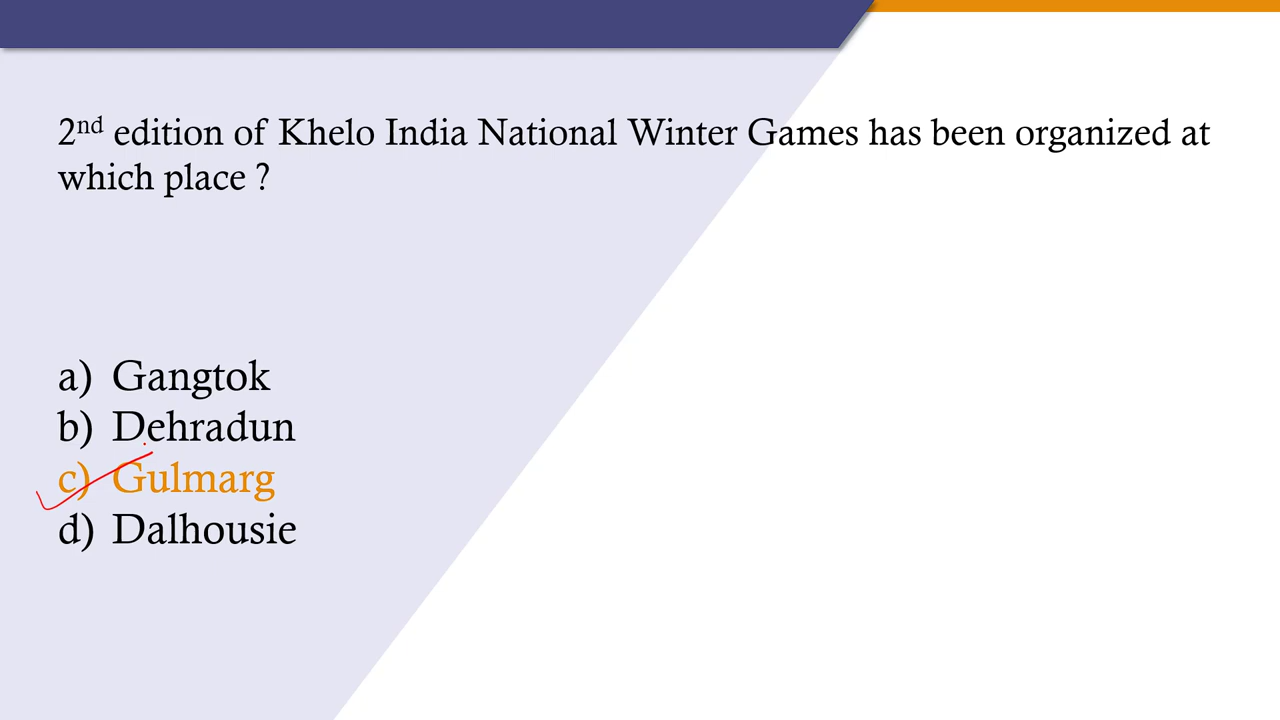 2nd edition of Khelo India National Winter Games has been organized at
which place ?
a) Gangtok
b) Dehradun
c) Gulmarg
d) Dalhousie